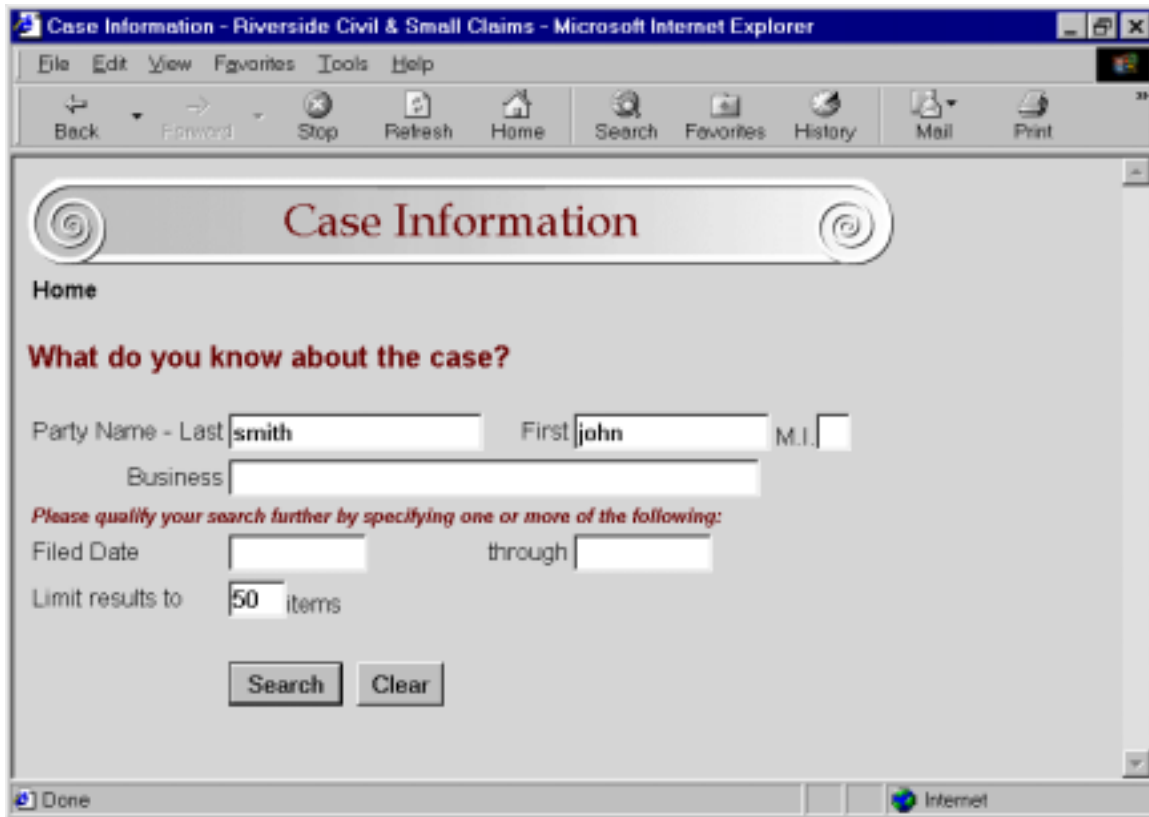 Case Information - Riverside Civil & Small Claims - Microsoft Internet Explorer
File Edit View Favorites Tools Help
Back Forward Stop Refresh Home Search Favorites History Mail Print
Case Information
Home
What do you know about the case?
Party Name - Last smith First john M.I.
Business
Please qualify your search further by specifying one or more of the following:
Filed Date through
Limit results to 50 items
Search Clear
Done Internet